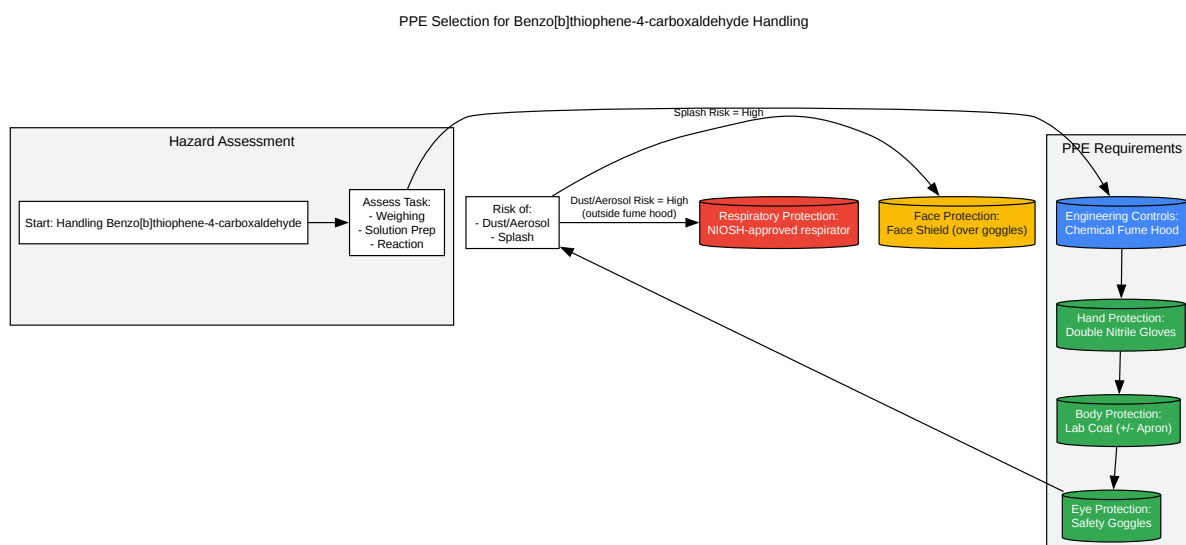 PPE Selection for Benzo[b]thiophene-4-carboxaldehyde Handling
Hazard Assessment
Start: Handling Benzo[b]thiophene-4-carboxaldehyde
Assess Task:
- Weighing
- Solution Prep
- Reaction
Splash Risk = High
Risk of:
- Dust/Aerosol
- Splash
Dust/Aerosol Risk = High
(outside fume hood)
Respiratory Protection:
NIOSH-approved respirator
Face Protection:
Face Shield (over goggles)
PPE Requirements
Engineering Controls:
Chemical Fume Hood
Hand Protection:
Double Nitrile Gloves
Body Protection:
Lab Coat (+/- Apron)
Eye Protection:
Safety Goggles